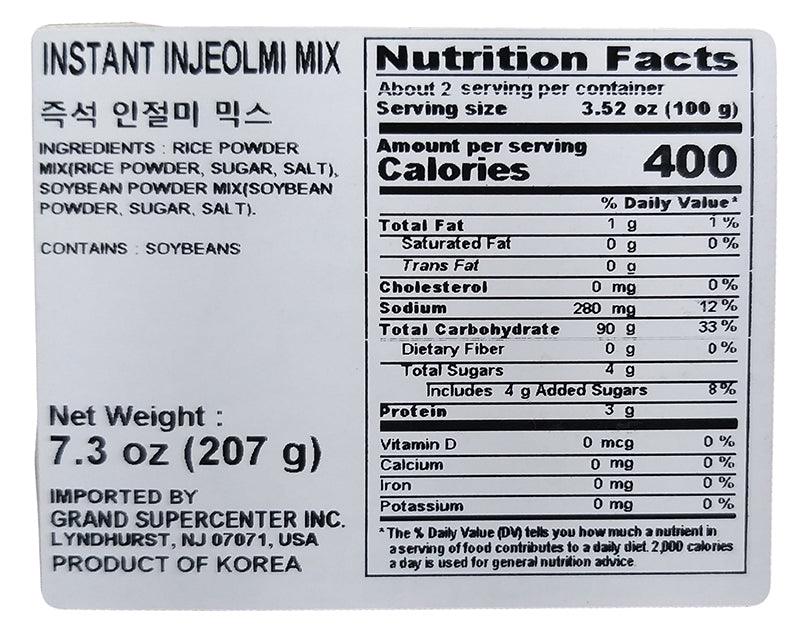 INSTANT INJEOLMI MIX
즉석 인절미 믹스
INGREDIENTS : RICE POWDER
MIX(RICE POWDER, SUGAR, SALT),
SOYBEAN POWDER MIX(SOYBEAN
POWDER, SUGAR, SALT).
CONTAINS : SOYBEANS
Net Weight :
7.3 oz (207 g)
IMPORTED BY
GRAND SUPERCENTER INC.
LYNDHURST, NJ 07071, USA
PRODUCT OF KOREA
Nutrition Facts
About 2 serving per container
Serving size 3.52 oz (100 g)
Amount per serving
Calories 400
% Daily Value*
Total Fat 1 g 1 %
Saturated Fat 0 g 0 %
Trans Fat 0 g
Cholesterol 0 mg 0 %
Sodium 280 mg 12 %
Total Carbohydrate 90 g 33 %
Dietary Fiber 0 g 0 %
Total Sugars 4 g
Includes 4 g Added Sugars 8 %
Protein 3 g
Vitamin D 0 mcg 0 %
Calcium 0 mg 0 %
Iron 0 mg 0 %
Potassium 0 mg 0 %
* The % Daily Value (DV) tells you how much a nutrient in
a serving of food contributes to a daily diet. 2,000 calories
a day is used for general nutrition advice.